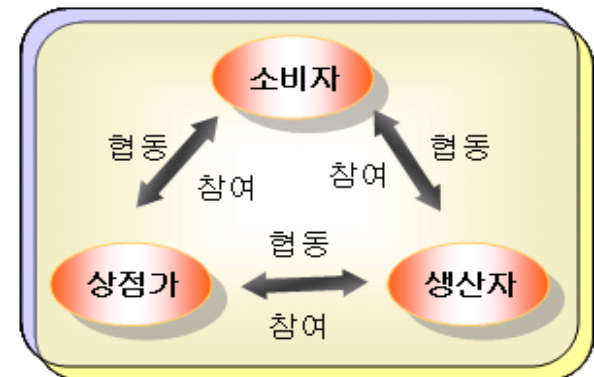 소비자
협동 협동
참여 참여
협동
상점가 생산자
참여